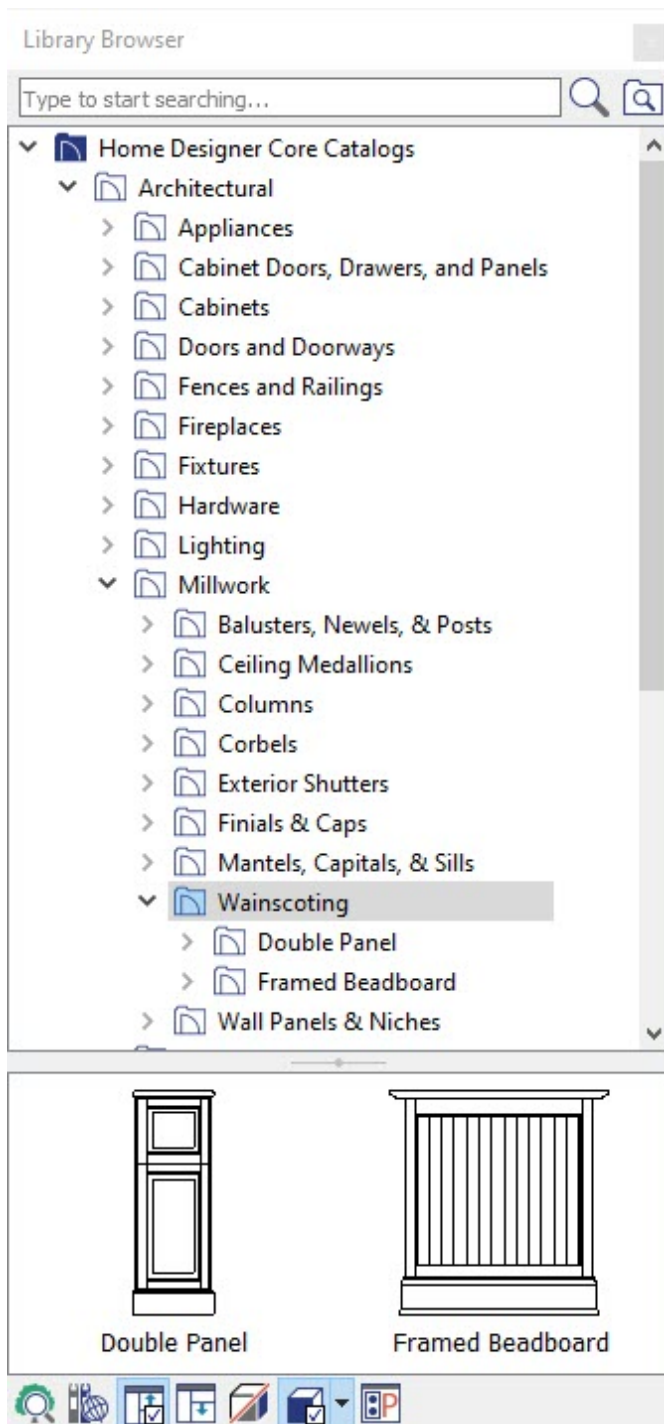 Library Browser
Type to start searching...
Home Designer Core Catalogs
Architectural
Appliances
Cabinet Doors, Drawers, and Panels
Cabinets
Doors and Doorways
Fences and Railings
Fireplaces
Fixtures
Hardware
Lighting
Millwork
Balusters, Newels, & Posts
Ceiling Medallions
Columns
Corbels
Exterior Shutters
Finials & Caps
Mantels, Capitals, & Sills
Wainscoting
Double Panel
Framed Beadboard
Wall Panels & Niches
Double Panel Framed Beadboard
P